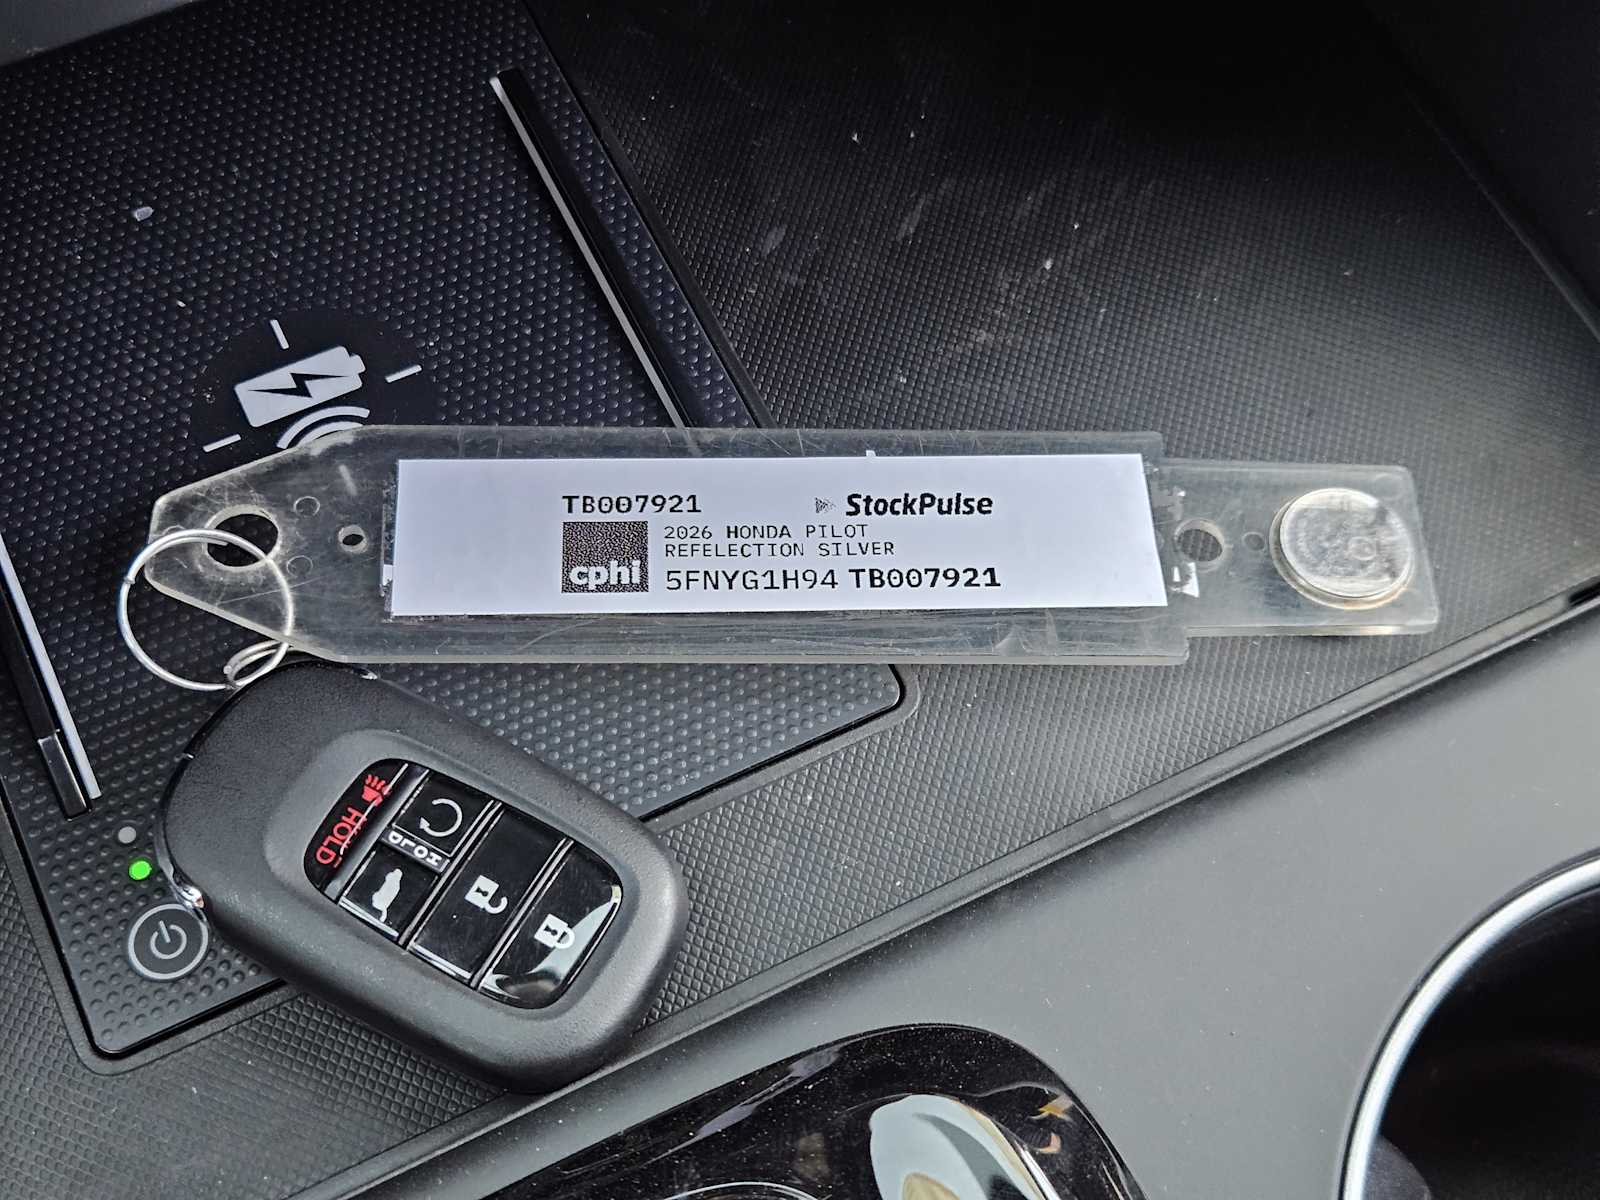 TB007921
StockPulse
2026 HONDA PILOT
REFELECTION SILVER
cphi
5FNYG1H94 TB007921
HOLD
HOLD